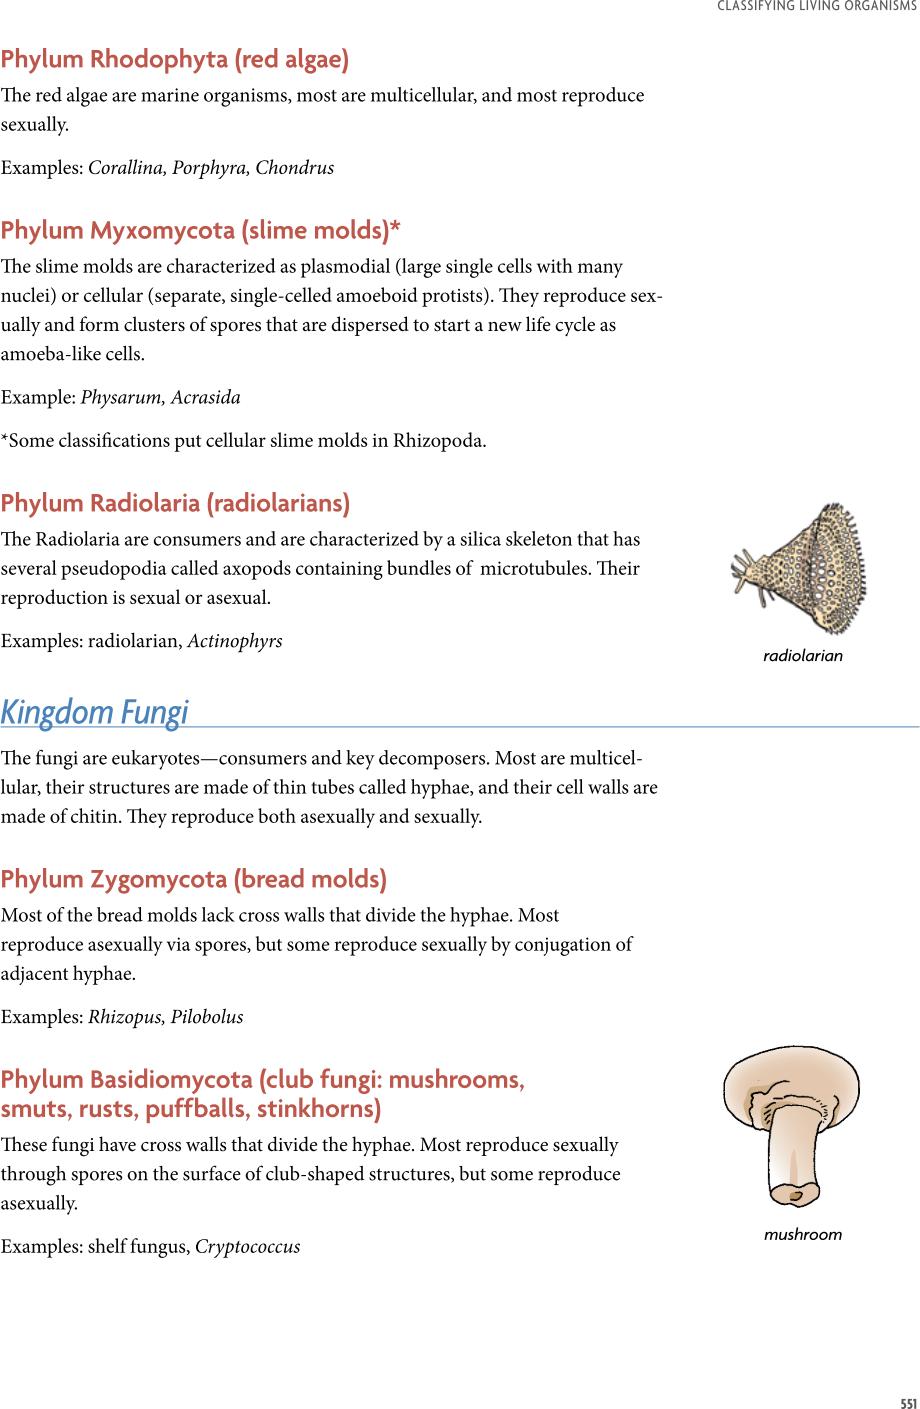 CLASSIFYING LIVING ORGANISMS
Phylum Rhodophyta (red algae)
The red algae are marine organisms, most are multicellular, and most reproduce
sexually.
Examples: Corallina, Porphyra, Chondrus
Phylum Myxomycota (slime molds)*
The slime molds are characterized as plasmodial (large single cells with many
nuclei) or cellular (separate, single-celled amoeboid protists). They reproduce sex-
ually and form clusters of spores that are dispersed to start a new life cycle as
amoeba-like cells.
Example: Physarum, Acrasida
*Some classifications put cellular slime molds in Rhizopoda.
Phylum Radiolaria (radiolarians)
The Radiolaria are consumers and are characterized by a silica skeleton that has
several pseudopodia called axopods containing bundles of microtubules. Their
reproduction is sexual or asexual.
Examples: radiolarian, Actinophyrs
radiolarian
Kingdom Fungi
The fungi are eukaryotes—consumers and key decomposers. Most are multicel-
lular, their structures are made of thin tubes called hyphae, and their cell walls are
made of chitin. They reproduce both asexually and sexually.
Phylum Zygomycota (bread molds)
Most of the bread molds lack cross walls that divide the hyphae. Most
reproduce asexually via spores, but some reproduce sexually by conjugation of
adjacent hyphae.
Examples: Rhizopus, Pilobolus
Phylum Basidiomycota (club fungi: mushrooms,
smuts, rusts, puffballs, stinkhorns)
These fungi have cross walls that divide the hyphae. Most reproduce sexually
through spores on the surface of club-shaped structures, but some reproduce
asexually.
Examples: shelf fungus, Cryptococcus
mushroom
551